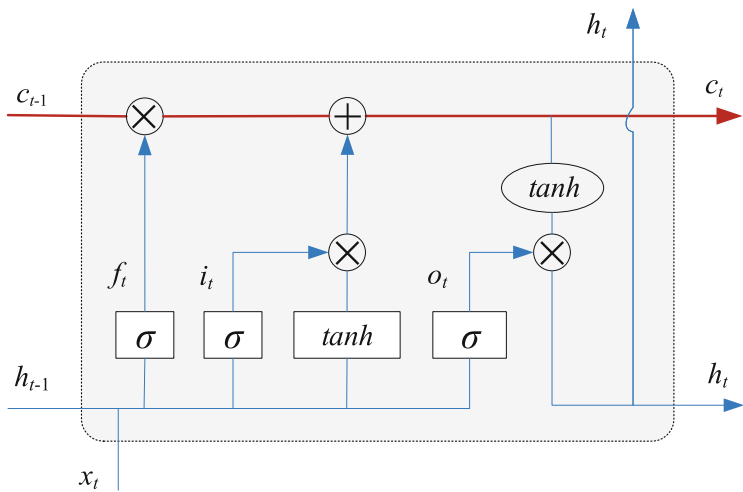 h_t
c_{t-1}
c_t
×
+
tanh
×
×
f_t
i_t
o_t
σ
σ
tanh
σ
h_{t-1}
h_t
x_t